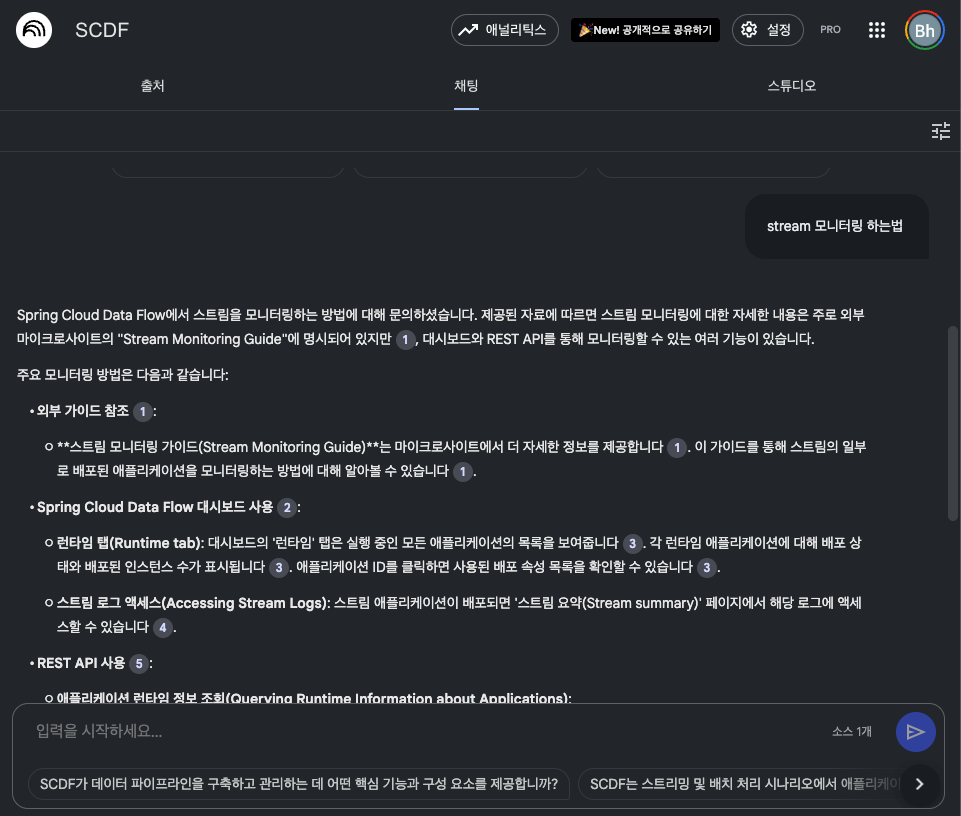 SCDF
애널리틱스
🎉New! 공개적으로 공유하기
설정
PRO
Bh
출처
채팅
스튜디오
stream 모니터링 하는법
Spring Cloud Data Flow에서 스트림을 모니터링하는 방법에 대해 문의하셨습니다. 제공된 자료에 따르면 스트림 모니터링에 대한 자세한 내용은 주로 외부
마이크로사이트의 "Stream Monitoring Guide"에 명시되어 있지만 1, 대시보드와 REST API를 통해 모니터링할 수 있는 여러 기능이 있습니다.
주요 모니터링 방법은 다음과 같습니다:
• 외부 가이드 참조 1:
○ **스트림 모니터링 가이드(Stream Monitoring Guide)**는 마이크로사이트에서 더 자세한 정보를 제공합니다 1. 이 가이드를 통해 스트림의 일부
로 배포된 애플리케이션을 모니터링하는 방법에 대해 알아볼 수 있습니다 1.
• Spring Cloud Data Flow 대시보드 사용 2:
○ 런타임 탭(Runtime tab): 대시보드의 '런타임' 탭은 실행 중인 모든 애플리케이션의 목록을 보여줍니다 3. 각 런타임 애플리케이션에 대해 배포 상
태와 배포된 인스턴스 수가 표시됩니다 3. 애플리케이션 ID를 클릭하면 사용된 배포 속성 목록을 확인할 수 있습니다 3.
○ 스트림 로그 액세스(Accessing Stream Logs): 스트림 애플리케이션이 배포되면 '스트림 요약(Stream summary)' 페이지에서 해당 로그에 액세
스할 수 있습니다 4.
• REST API 사용 5:
○ 애플리케이션 런타임 정보 조회(Querying Runtime Information about Applications):
입력을 시작하세요...
소스 1개
SCDF가 데이터 파이프라인을 구축하고 관리하는 데 어떤 핵심 기능과 구성 요소를 제공합니까?
SCDF는 스트리밍 및 배치 처리 시나리오에서 애플리케이